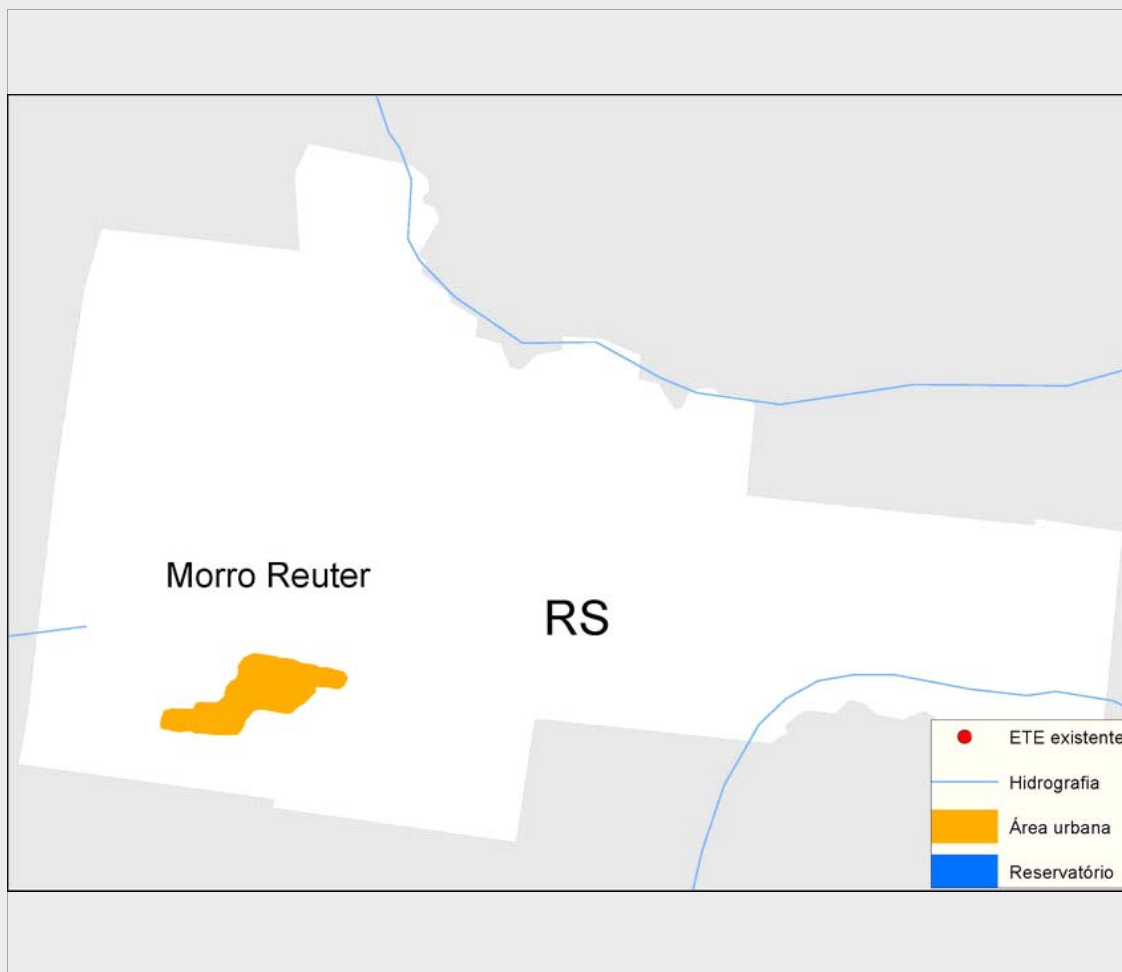 Morro Reuter
RS
ETE existente
Hidrografia
Área urbana
Reservatório